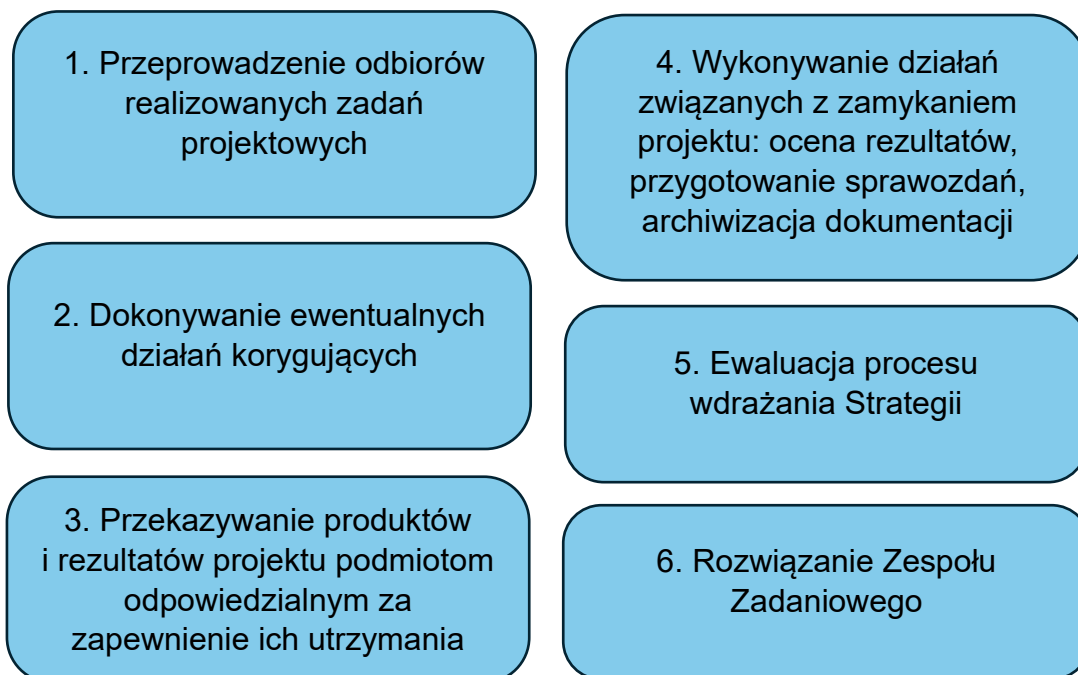 1. Przeprowadzenie odbiorów
realizowanych zadań
projektowych
2. Dokonywanie ewentualnych
działań korygujących
3. Przekazywanie produktów
i rezultatów projektu podmiotom
odpowiedzialnym za
zapewnienie ich utrzymania
4. Wykonywanie działań
związanych z zamykaniem
projektu: ocena rezultatów,
przygotowanie sprawozdań,
archiwizacja dokumentacji
5. Ewaluacja procesu
wdrażania Strategii
6. Rozwiązanie Zespołu
Zadaniowego